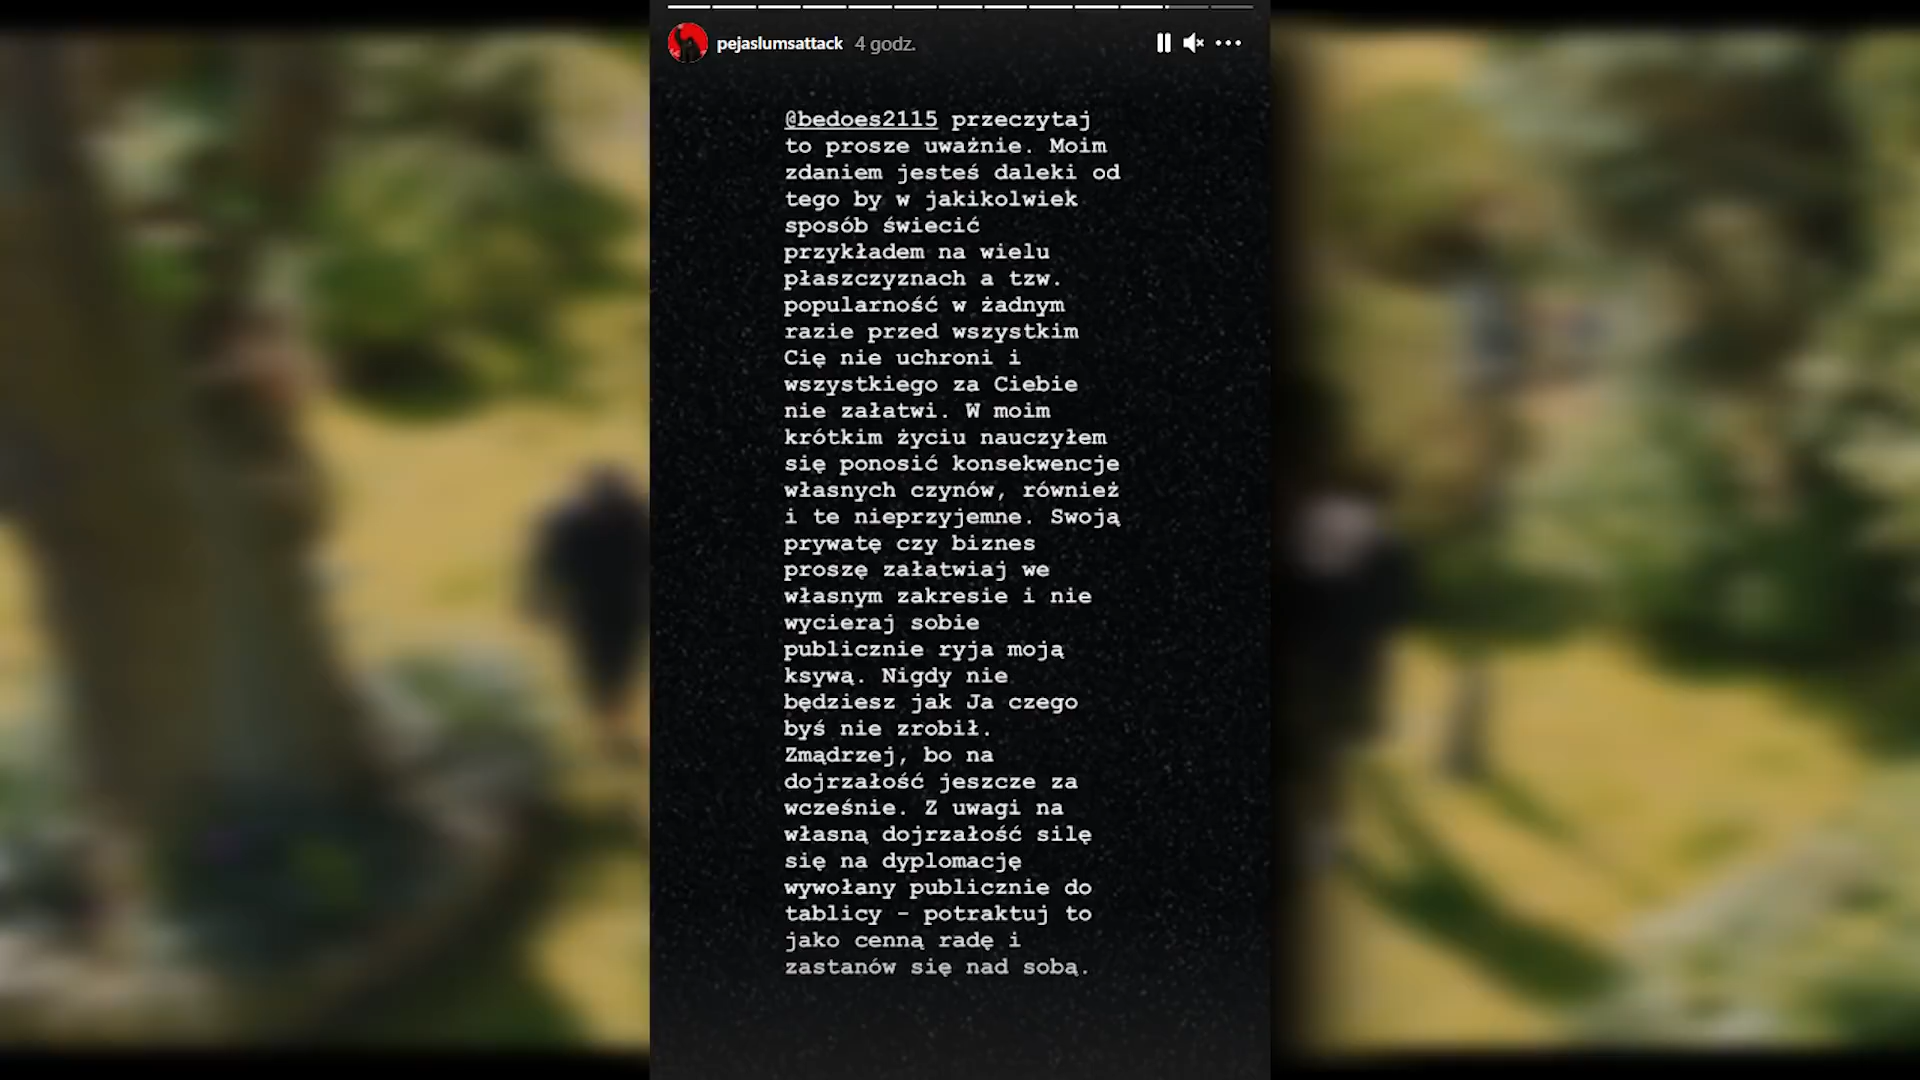 pejaslumsattack 4 godz.
@bedoes2115 przeczytaj
to prosze uważnie. Moim
zdaniem jesteś daleki od
tego by w jakikolwiek
sposób świecić
przykładem na wielu
płaszczyznach a tzw.
popularność w żadnym
razie przed wszystkim
Cię nie uchroni i
wszystkiego za Ciebie
nie załatwi. W moim
krótkim życiu nauczyłem
się ponosić konsekwencje
własnych czynów, również
i te nieprzyjemne. Swoją
prywatę czy biznes
proszę załatwiaj we
własnym zakresie i nie
wycieraj sobie
publicznie ryja moją
ksywą. Nigdy nie
będziesz jak Ja czego
byś nie zrobił.
Zmądrzej, bo na
dojrzałość jeszcze za
wcześnie. Z uwagi na
własną dojrzałość silę
się na dyplomację
wywołany publicznie do
tablicy - potraktuj to
jako cenną radę i
zastanów się nad sobą.